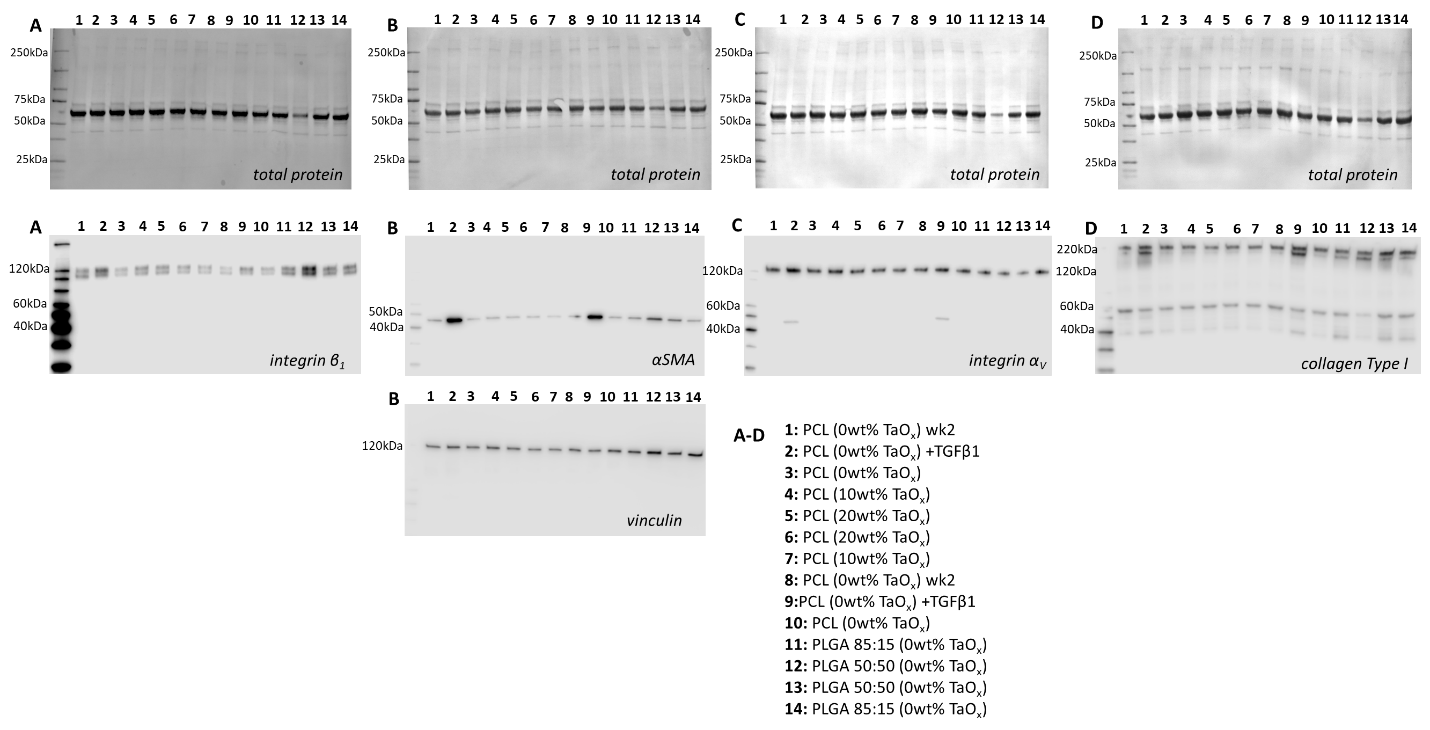 A 1 2 3 4 5 6 7 8 9 10 11 12 13 14
250kDa
75kDa
50kDa
25kDa
total protein
B 1 2 3 4 5 6 7 8 9 10 11 12 13 14
250kDa
75kDa
50kDa
25kDa
total protein
C 1 2 3 4 5 6 7 8 9 10 11 12 13 14
250kDa
75kDa
50kDa
25kDa
total protein
D 1 2 3 4 5 6 7 8 9 10 11 12 13 14
250kDa
75kDa
50kDa
25kDa
total protein
A 1 2 3 4 5 6 7 8 9 10 11 12 13 14
120kDa
60kDa
40kDa
integrin β1
B 1 2 3 4 5 6 7 8 9 10 11 12 13 14
50kDa
40kDa
αSMA
C 1 2 3 4 5 6 7 8 9 10 11 12 13 14
120kDa
60kDa
40kDa
integrin αV
D 1 2 3 4 5 6 7 8 9 10 11 12 13 14
220kDa
120kDa
60kDa
40kDa
collagen Type I
B 1 2 3 4 5 6 7 8 9 10 11 12 13 14
120kDa
vinculin
A-D
1: PCL (0wt% TaOx) wk2
2: PCL (0wt% TaOx) +TGFβ1
3: PCL (0wt% TaOx)
4: PCL (10wt% TaOx)
5: PCL (20wt% TaOx)
6: PCL (20wt% TaOx)
7: PCL (10wt% TaOx)
8: PCL (0wt% TaOx) wk2
9:PCL (0wt% TaOx) +TGFβ1
10: PCL (0wt% TaOx)
11: PLGA 85:15 (0wt% TaOx)
12: PLGA 50:50 (0wt% TaOx)
13: PLGA 50:50 (0wt% TaOx)
14: PLGA 85:15 (0wt% TaOx)